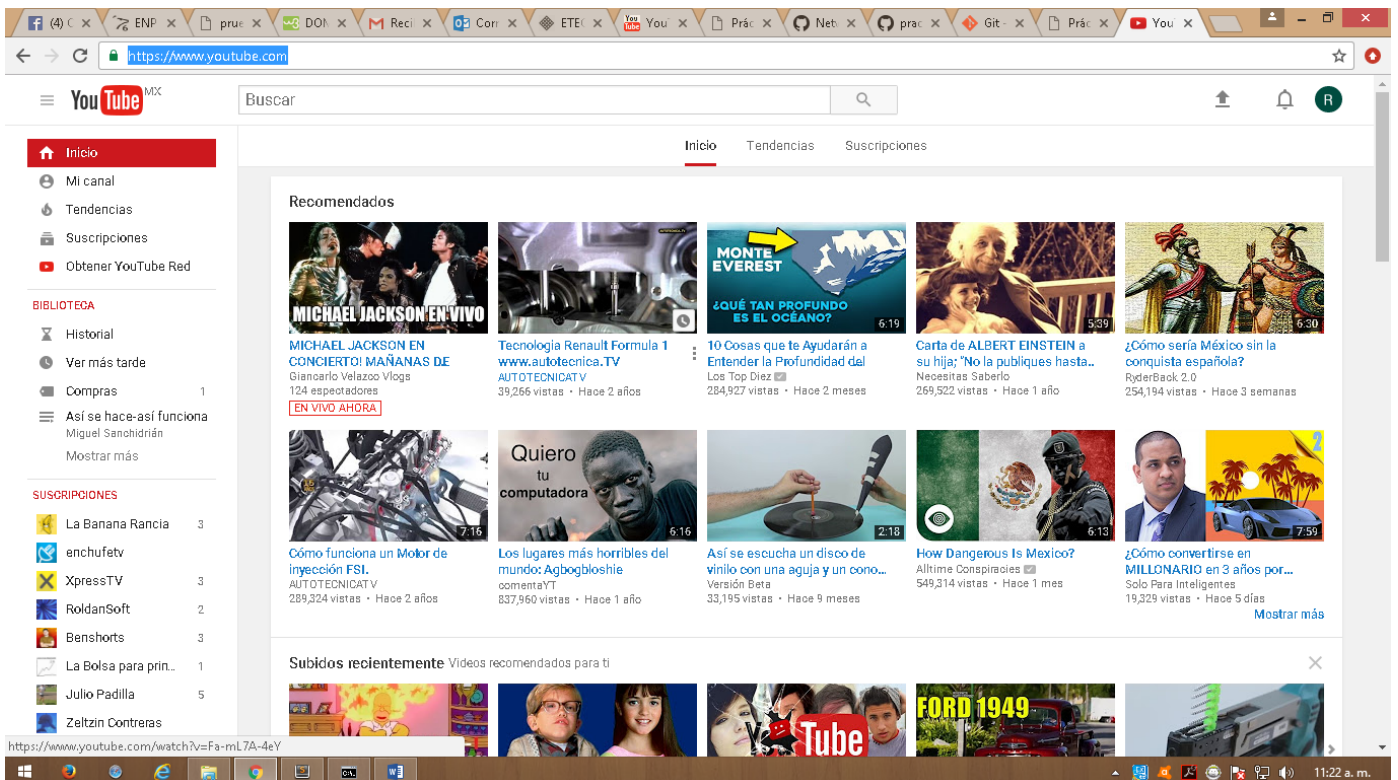 (4) C
ENP
prue
DON
Reci
Corr
ETEC
You
Prác
Netv
prac
Git -
Prác
You
https://www.youtube.com
YouTube MX
Buscar
R
Inicio
Tendencias
Suscripciones
Inicio
Mi canal
Tendencias
Suscripciones
Obtener YouTube Red
BIBLIOTECA
Historial
Ver más tarde
Compras 1
Así se hace-así funciona
Miguel Sanchidrián
Mostrar más
SUSCRIPCIONES
La Banana Rancia 3
enchufetv
XpressTV 3
RoldanSoft 2
Benshorts 3
La Bolsa para prin... 1
Julio Padilla 5
Zeltzin Contreras
https://www.youtube.com/watch?v=Fa-mL7A-4eY
Recomendados
MICHAEL JACKSON EN VIVO
MICHAEL JACKSON EN
CONCIERTO! MAÑANAS DE
Giancarlo Velazco Vlogs
124 espectadores
EN VIVO AHORA
Tecnologia Renault Formula 1
www.autotecnica.TV
AUTOTECNICATV
39,266 vistas • Hace 2 años
MONTE
EVEREST
¿QUÉ TAN PROFUNDO
ES EL OCÉANO?
6:19
10 Cosas que te Ayudarán a
Entender la Profundidad del
Los Top Diez
284,927 vistas • Hace 2 meses
5:39
Carta de ALBERT EINSTEIN a
su hija; "No la publiques hasta..
Necesitas Saberlo
269,522 vistas • Hace 1 año
6:30
¿Cómo sería México sin la
conquista española?
RyderBack 2.0
254,194 vistas • Hace 3 semanas
7:16
Cómo funciona un Motor de
inyección FSI.
AUTOTECNICATV
289,324 vistas • Hace 2 años
Quiero
tu
computadora
6:16
Los lugares más horribles del
mundo: Agbogbloshie
comentaYT
837,960 vistas • Hace 1 año
2:18
Así se escucha un disco de
vinilo con una aguja y un cono...
Versión Beta
33,195 vistas • Hace 9 meses
6:13
How Dangerous Is Mexico?
Alltime Conspiracies
549,314 vistas • Hace 1 mes
2
7:59
¿Cómo convertirse en
MILLONARIO en 3 años por...
Solo Para Inteligentes
19,329 vistas • Hace 5 días
Mostrar más
Subidos recientemente Videos recomendados para ti
YouTube
FORD 1949
11:22 a. m.